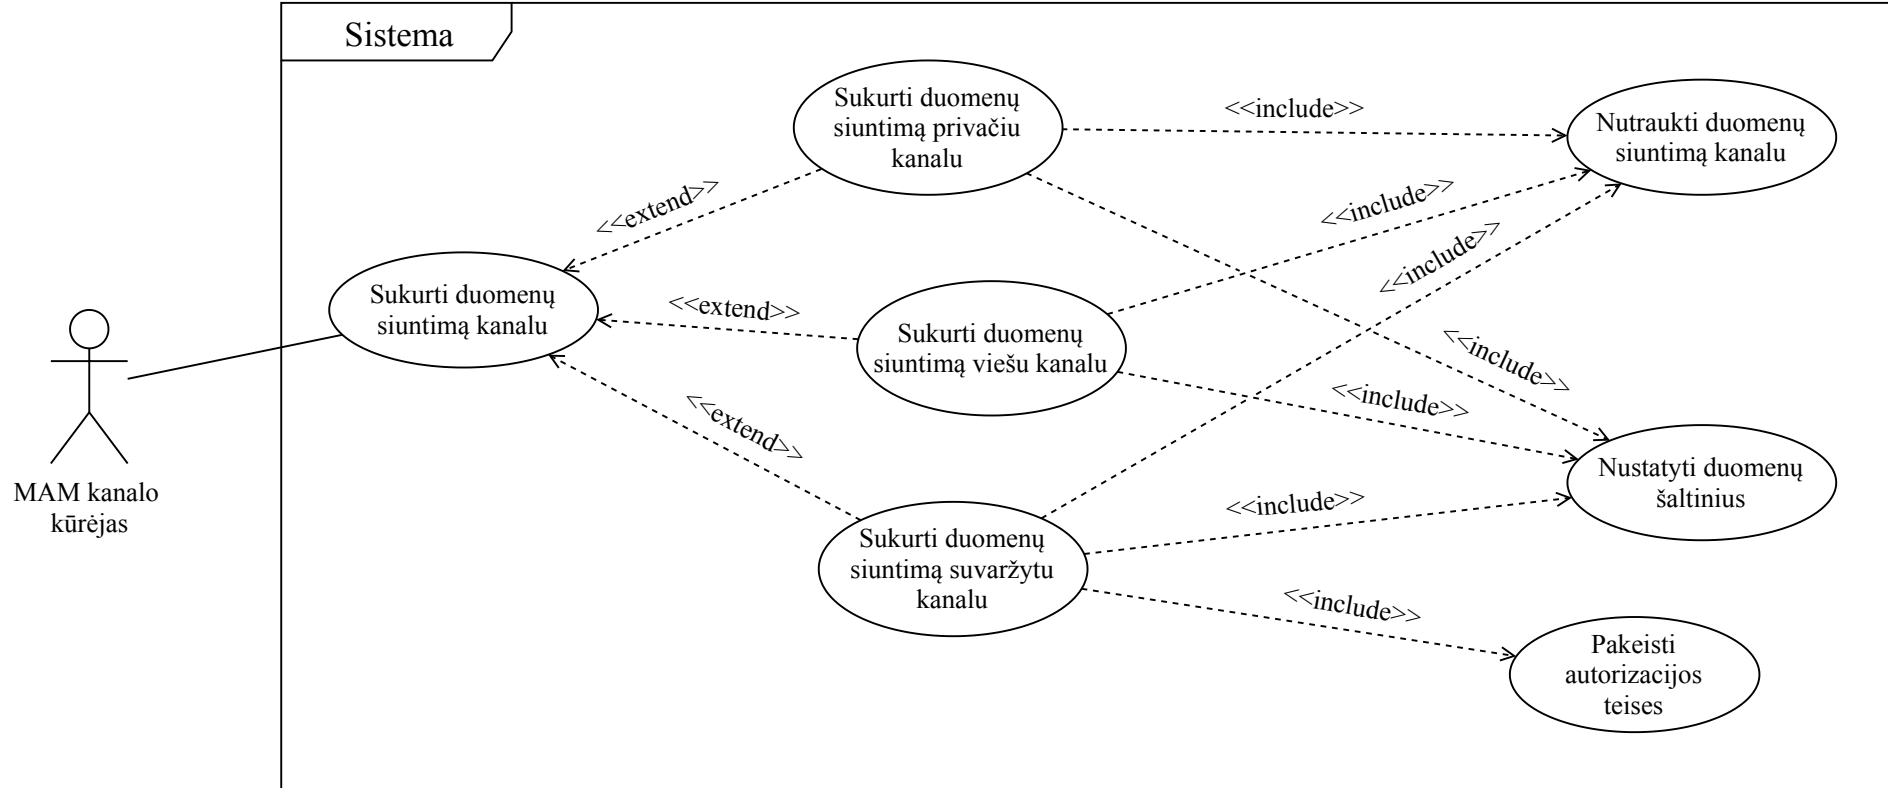 Sistema
Sukurti duomenų
siuntimą privačiu
kanalu
<<include>>
Nutraukti duomenų
siuntimą kanalu
<<extend>>
<<include>>
<<include>>
Sukurti duomenų
siuntimą kanalu
<<extend>>
Sukurti duomenų
siuntimą viešu kanalu
<<include>>
<<include>>
<<extend>>
MAM kanalo
kūrėjas
Nustatyti duomenų
šaltinius
<<include>>
Sukurti duomenų
siuntimą suvaržytu
kanalu
<<include>>
Pakeisti
autorizacijos
teises